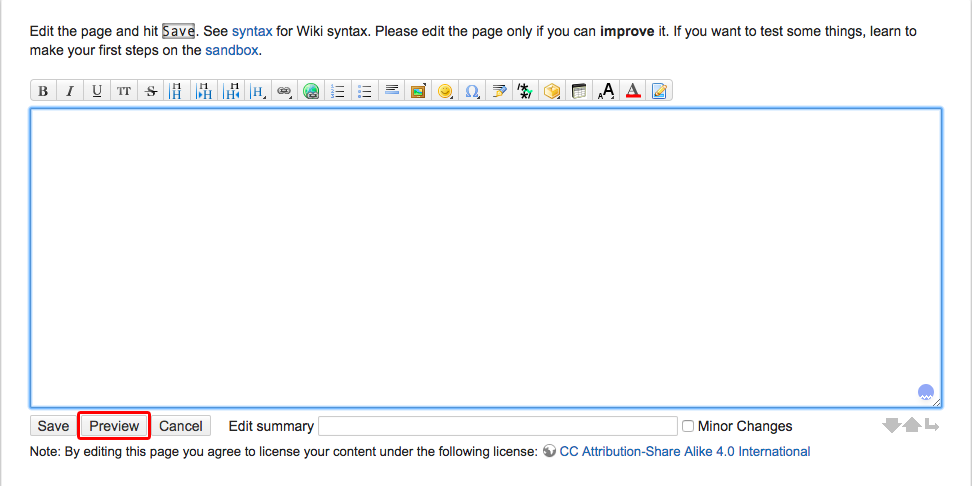 Edit the page and hit Save. See syntax for Wiki syntax. Please edit the page only if you can improve it. If you want to test some things, learn to
make your first steps on the sandbox.
B I U TT S H H H H H H H Ω A A A
Save Preview Cancel Edit summary Minor Changes
Note: By editing this page you agree to license your content under the following license: CC Attribution-Share Alike 4.0 International